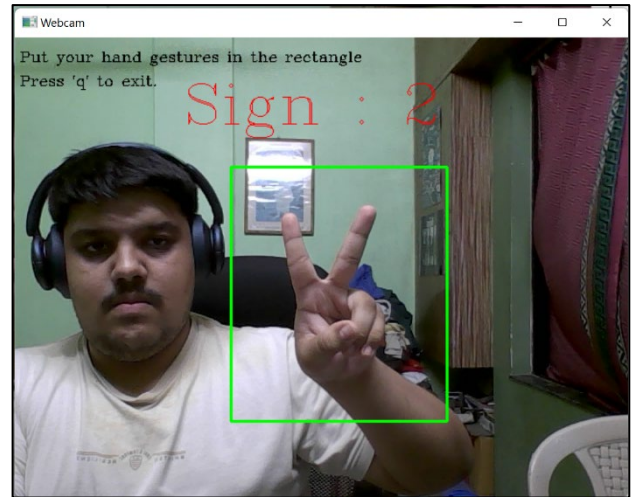 Webcam
Put your hand gestures in the rectangle
Press 'q' to exit.
Sign : 2